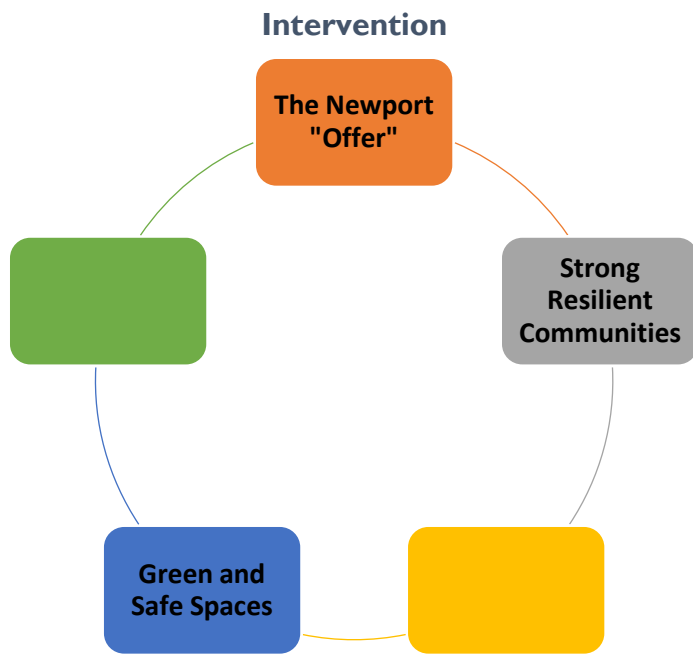 Intervention
The Newport
"Offer"
Strong
Resilient
Communities
Green and
Safe Spaces